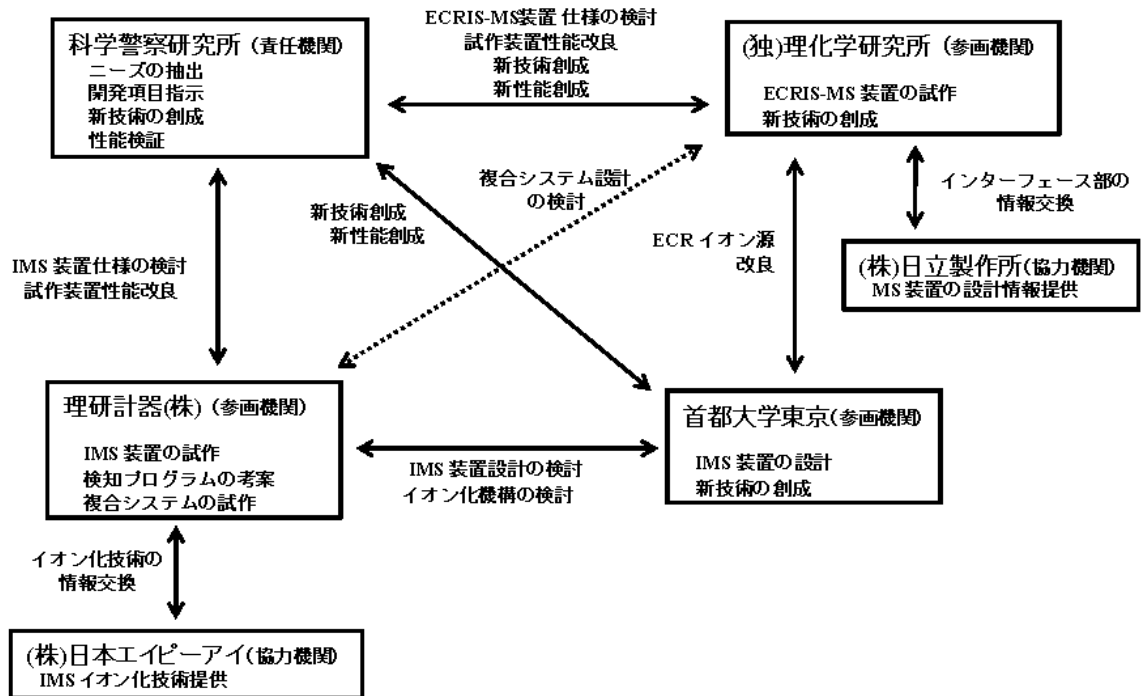 科学警察研究所（責任機関）
ニーズの抽出
開発項目指示
新技術の創成
性能検証
ECRIS-MS装置 仕様の検討
試作装置性能改良
新技術創成
新性能創成
(独)理化学研究所（参画機関）
ECRIS-MS 装置の試作
新技術の創成
複合システム設計
の検討
インターフェース部の
情報交換
新技術創成
新性能創成
ECR イオン源
改良
IMS 装置仕様の検討
試作装置性能改良
(株)日立製作所(協力機関)
MS 装置の設計情報提供
理研計器(株)（参画機関）
IMS 装置の試作
検知プログラムの考案
複合システムの試作
首都大学東京(参画機関)
IMS 装置の設計
新技術の創成
IMS 装置設計の検討
イオン化機構の検討
イオン化技術の
情報交換
(株)日本エイピーアイ(協力機関)
IMS イオン化技術提供